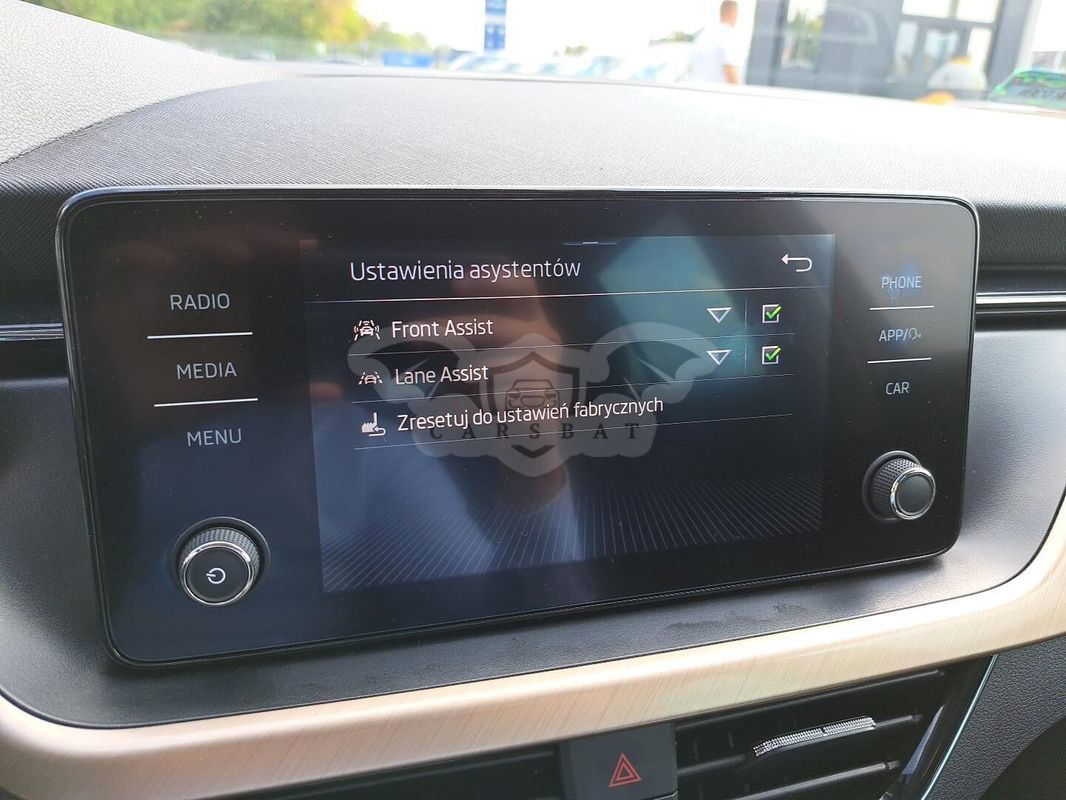 RADIO
MEDIA
MENU
Ustawienia asystentów
Front Assist
Lane Assist
Zresetuj do ustawień fabrycznych
CARSBAT
PHONE
APP/
CAR